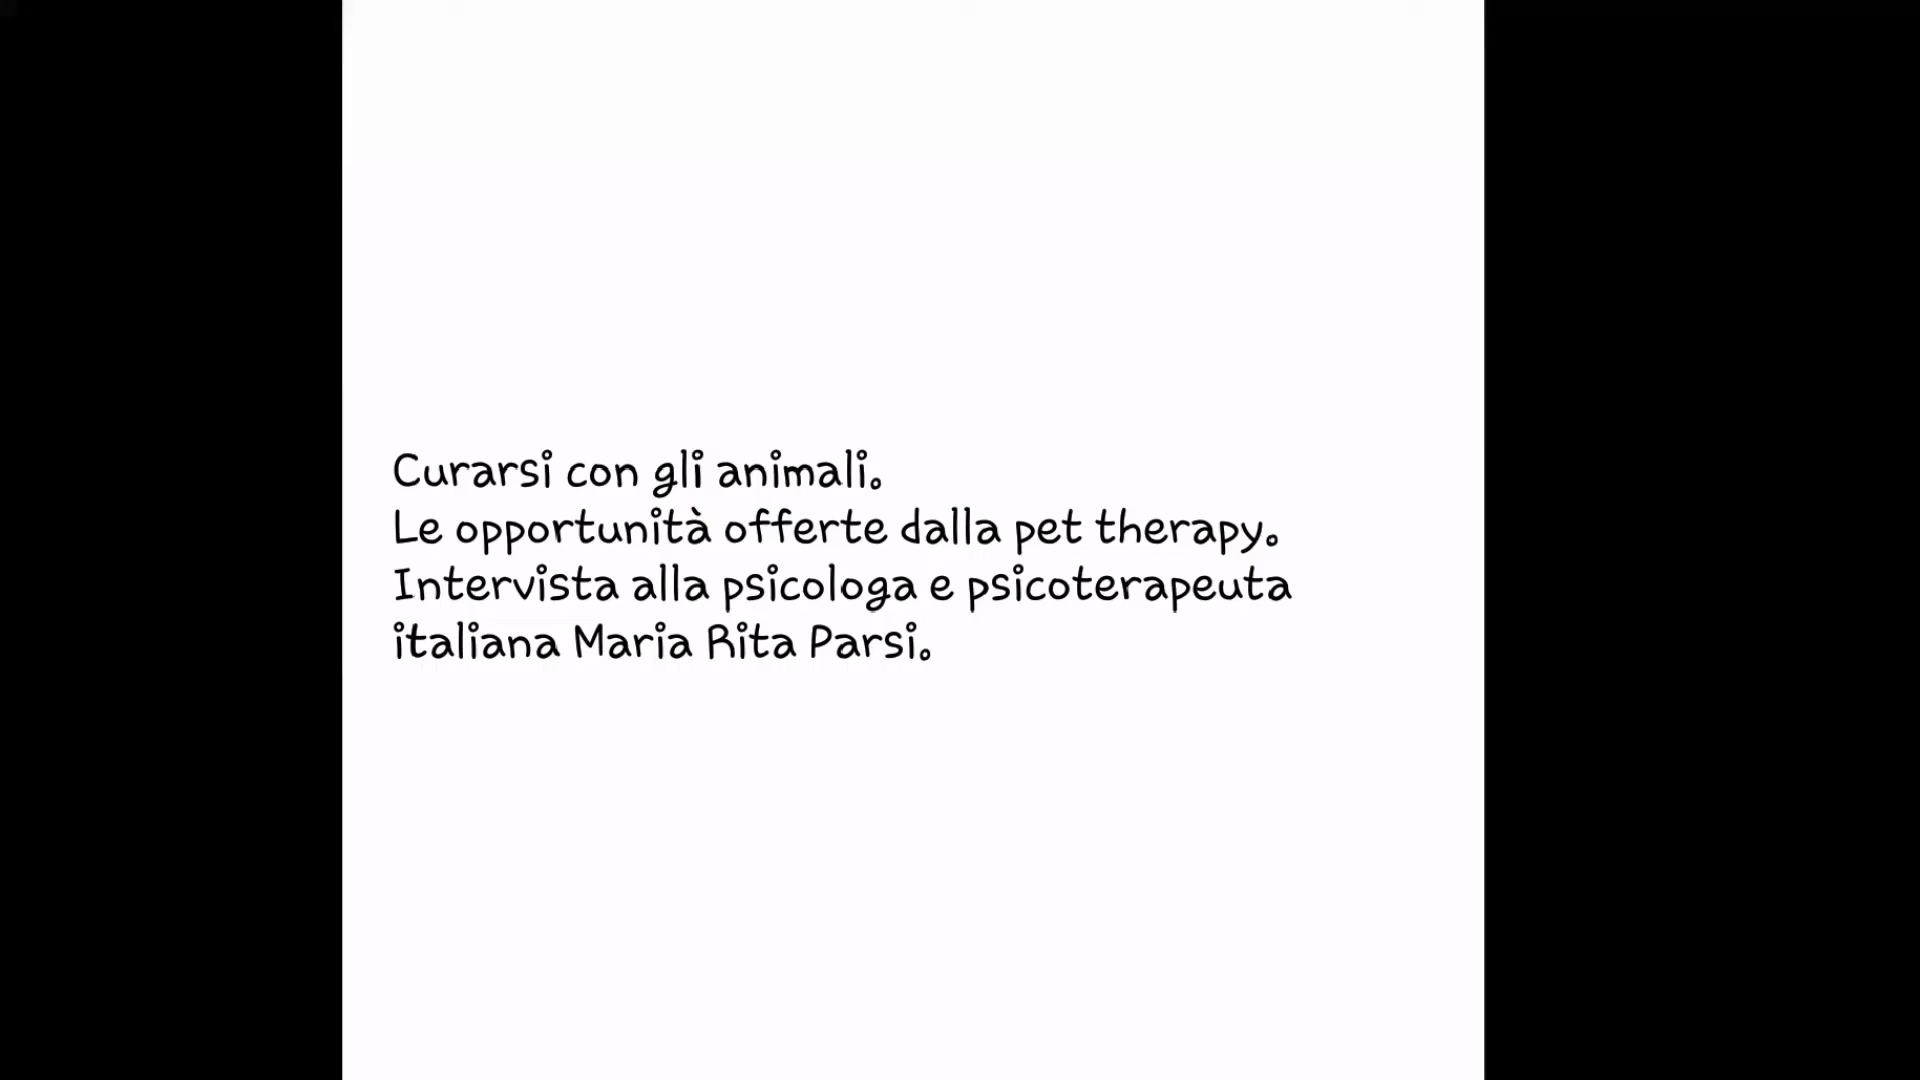 Curarsi con gli animali.
Le opportunità offerte dalla pet therapy.
Intervista alla psicologa e psicoterapeuta
italiana Maria Rita Parsi.